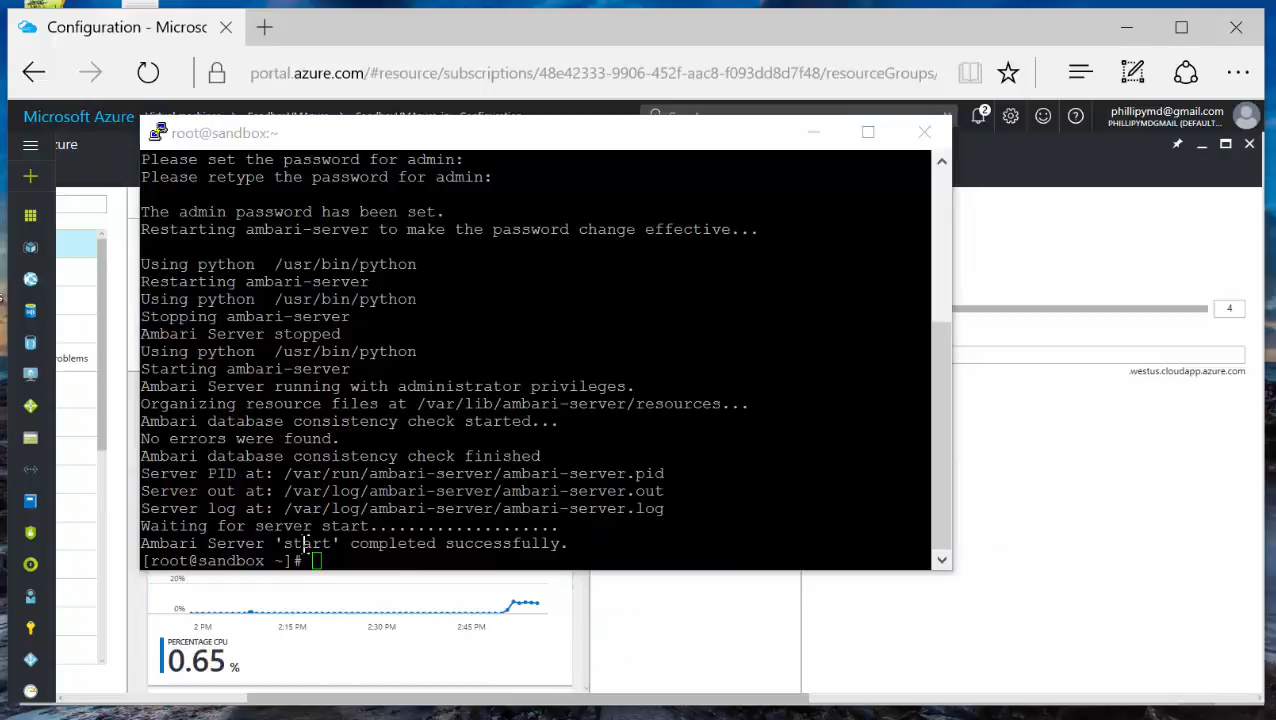 Configuration - Microsc
portal.azure.com/#resource/subscriptions/48e42333-9906-452f-aac8-f093dd8d7f48/resourceGroups/
Microsoft Azure
2
phillipymd@gmail.com
PHILLIPYMDGMAIL (DEFAULT...
zure
root@sandbox:~
Please set the password for admin:
Please retype the password for admin:
The admin password has been set.
Restarting ambari-server to make the password change effective...
Using python  /usr/bin/python
Restarting ambari-server
Using python  /usr/bin/python
Stopping ambari-server
Ambari Server stopped
Using python  /usr/bin/python
Starting ambari-server
Ambari Server running with administrator privileges.
Organizing resource files at /var/lib/ambari-server/resources...
Ambari database consistency check started...
No errors were found.
Ambari database consistency check finished
Server PID at: /var/run/ambari-server/ambari-server.pid
Server out at: /var/log/ambari-server/ambari-server.out
Server log at: /var/log/ambari-server/ambari-server.log
Waiting for server start....................
Ambari Server 'start' completed successfully.
[root@sandbox ~]#
4
roblems
.westus.cloudapp.azure.com
20%
0%
2 PM
2:15 PM
2:30 PM
2:45 PM
PERCENTAGE CPU
0.65 %